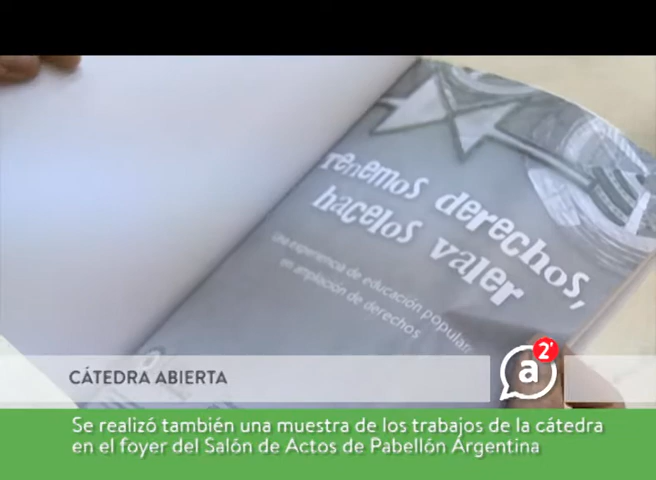 Tenemos derechos,
hacelos valer
una experiencia de educación popular
en ampliación de derechos
CÁTEDRA ABIERTA
a 2'
Se realizó también una muestra de los trabajos de la cátedra
en el foyer del Salón de Actos de Pabellón Argentina